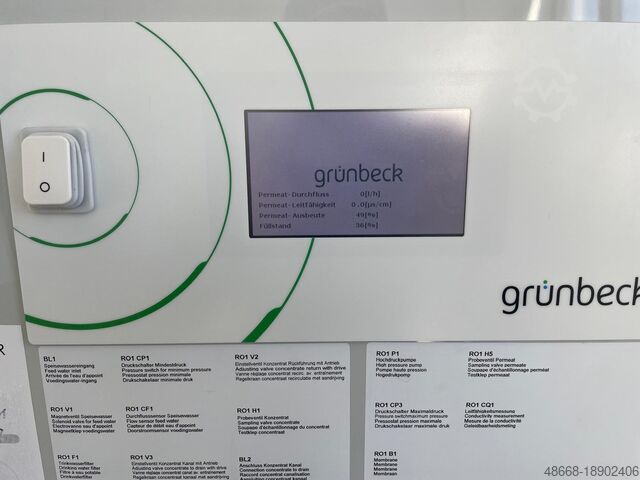 I
O
grünbeck
Permeat- Durchfluss 0[l/h]
Permeat-Leitfähigkeit 0.0[µs/cm]
Permeat- Ausbeute 49[%]
Füllstand 36[%]
grünbeck
BL1
Speisewassereingang
Feed water inlet
Arrivée de l'eau d'appoint
Voedingswater-ingang
RO1 CP1
Druckschalter Mindestdruck
Pressure switch for minimum pressure
Pressostat pression minimale
Drukschakelaar minimale druk
RO1 V2
Einstellventil Konzentrat Rückführung mit Antrieb
Adjusting valve concentrate return with drive
Vanne réglage concentrat recirc. av. entraînement
Regelkraan concentraat recirculatie met aandrijving
RO1 P1
Hochdruckpumpe
High pressure pump
Pompe haute pression
Hogedrukpomp
RO1 H5
Probeventil Permeat
Sampling valve permeate
Soupape d'échantillonnage permeat
Testklep permeaat
RO1 V1
Magnetventil Speisewasser
Solenoid valve for feed water
Electrovanne eau d'appoint
Magneetklep voedingswater
RO1 CF1
Durchflusssensor Speisewasser
Flow sensor feed water
Capteur de débit eau d'appoint
Doorstroomsensor voedingswater
RO1 H1
Probeventil Konzentrat
Sampling valve concentrate
Soupape d'échantillonnage du concentrat
Testklep concentraat
RO1 CP3
Druckschalter Maximaldruck
Pressure switch maximum pressure
Pressostat pression maximale
Drukschakelaar maximale druk
RO1 CQ1
Leitfähigkeitsmessung
Conductivity measurement
Mesure de la conductivité
Geleidbaarheidsmeting
RO1 F1
Trinkwasserfilter
Drinking water filter
Filtre à eau potable
Drinkwaterfilter
RO1 V3
Einstellventil Konzentrat Kanal mit Antrieb
Adjusting valve concentrate to drain with drive
BL2
Anschluss Konzentrat Kanal
Connection concentrate to drain
Raccord concentrat canalisation
RO1 B1
Membrane
Membrane
Membrane
Membraan
48668-18902406